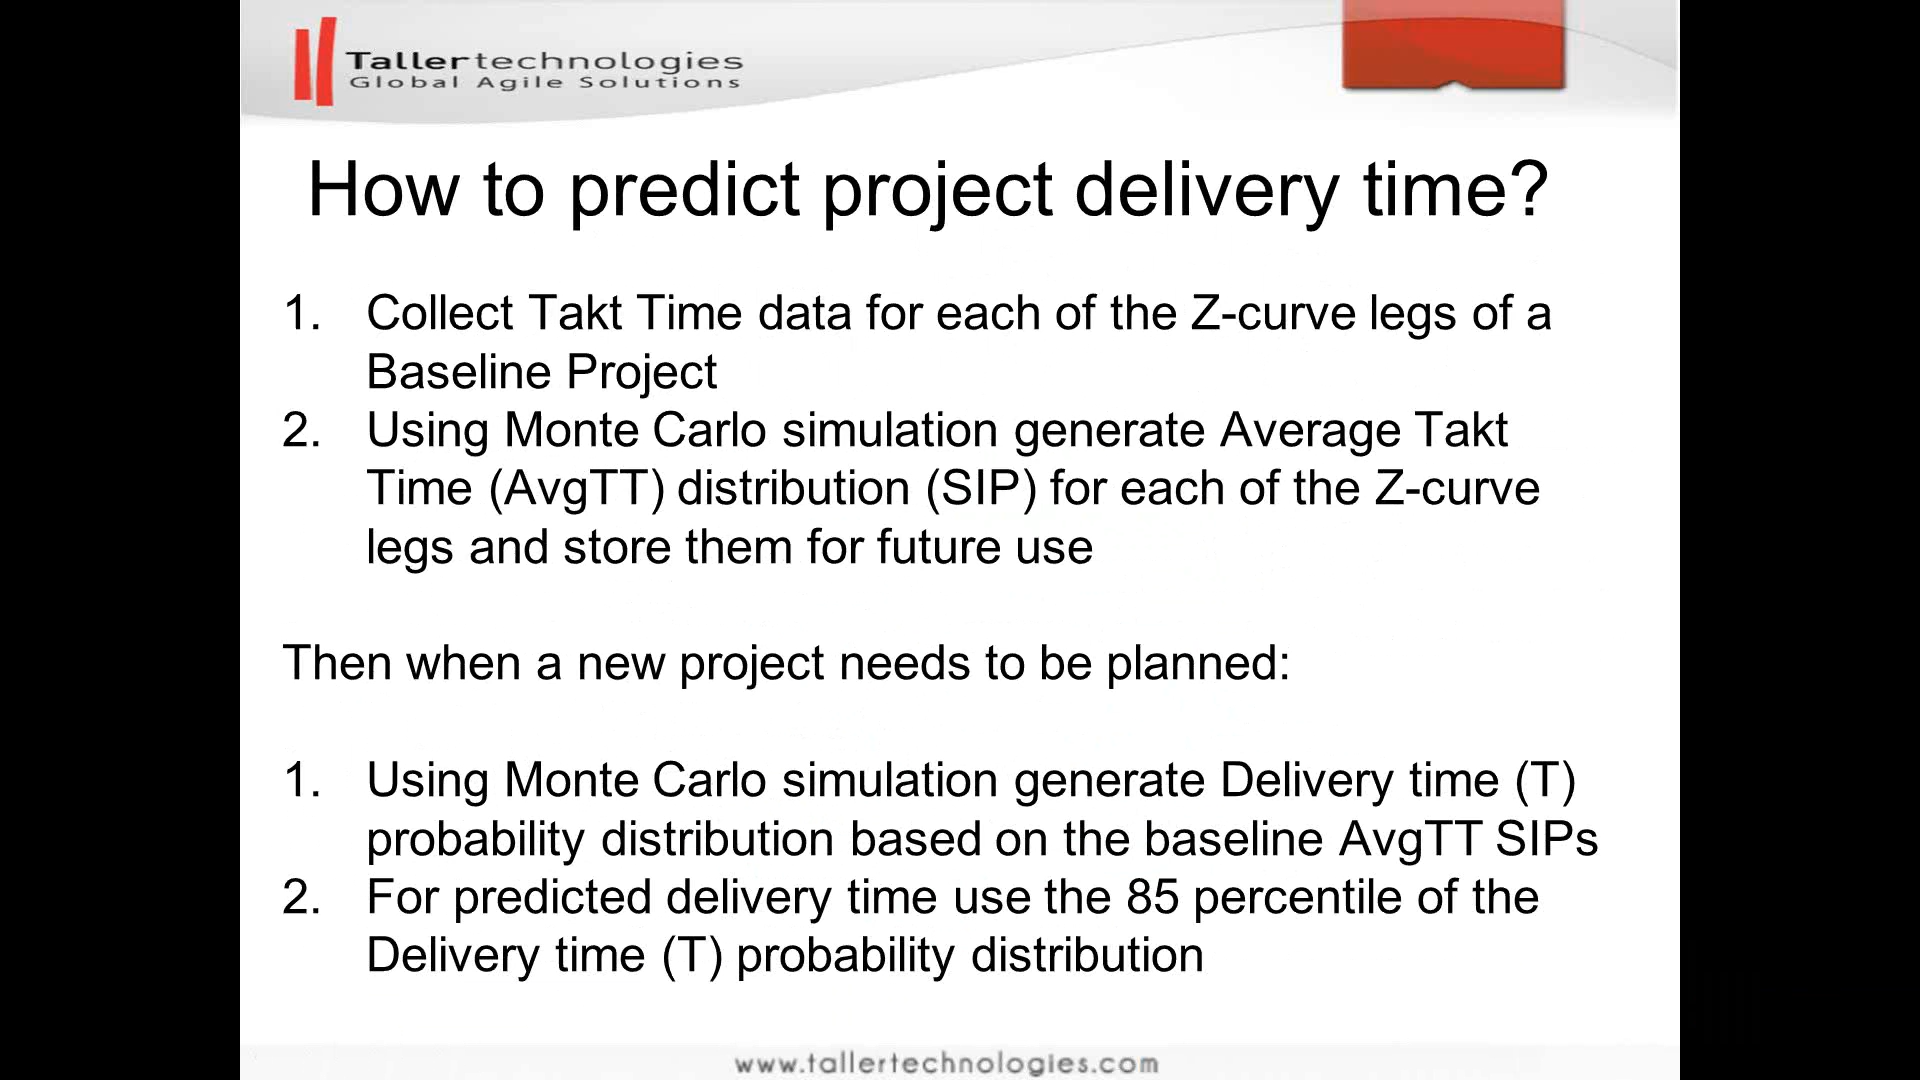 Tallertechnologies
Global Agile Solutions
How to predict project delivery time?
1. Collect Takt Time data for each of the Z-curve legs of a
Baseline Project
2. Using Monte Carlo simulation generate Average Takt
Time (AvgTT) distribution (SIP) for each of the Z-curve
legs and store them for future use
Then when a new project needs to be planned:
1. Using Monte Carlo simulation generate Delivery time (T)
probability distribution based on the baseline AvgTT SIPs
2. For predicted delivery time use the 85 percentile of the
Delivery time (T) probability distribution
www.tallertechnologies.com